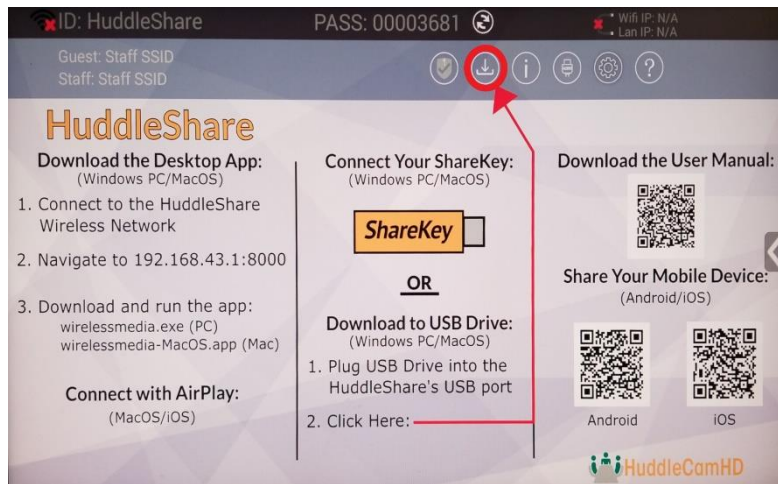 ID: HuddleShare
PASS: 00003681
Wifi IP: N/A
Lan IP: N/A
Guest: Staff SSID
Staff: Staff SSID
i
?
HuddleShare
Download the Desktop App:
(Windows PC/MacOS)
1. Connect to the HuddleShare
Wireless Network
2. Navigate to 192.168.43.1:8000
3. Download and run the app:
wirelessmedia.exe (PC)
wirelessmedia-MacOS.app (Mac)
Connect with AirPlay:
(MacOS/iOS)
Connect Your ShareKey:
(Windows PC/MacOS)
ShareKey
OR
Download to USB Drive:
(Windows PC/MacOS)
1. Plug USB Drive into the
HuddleShare's USB port
2. Click Here:
Download the User Manual:
Share Your Mobile Device:
(Android/iOS)
Android
iOS
HuddleCamHD